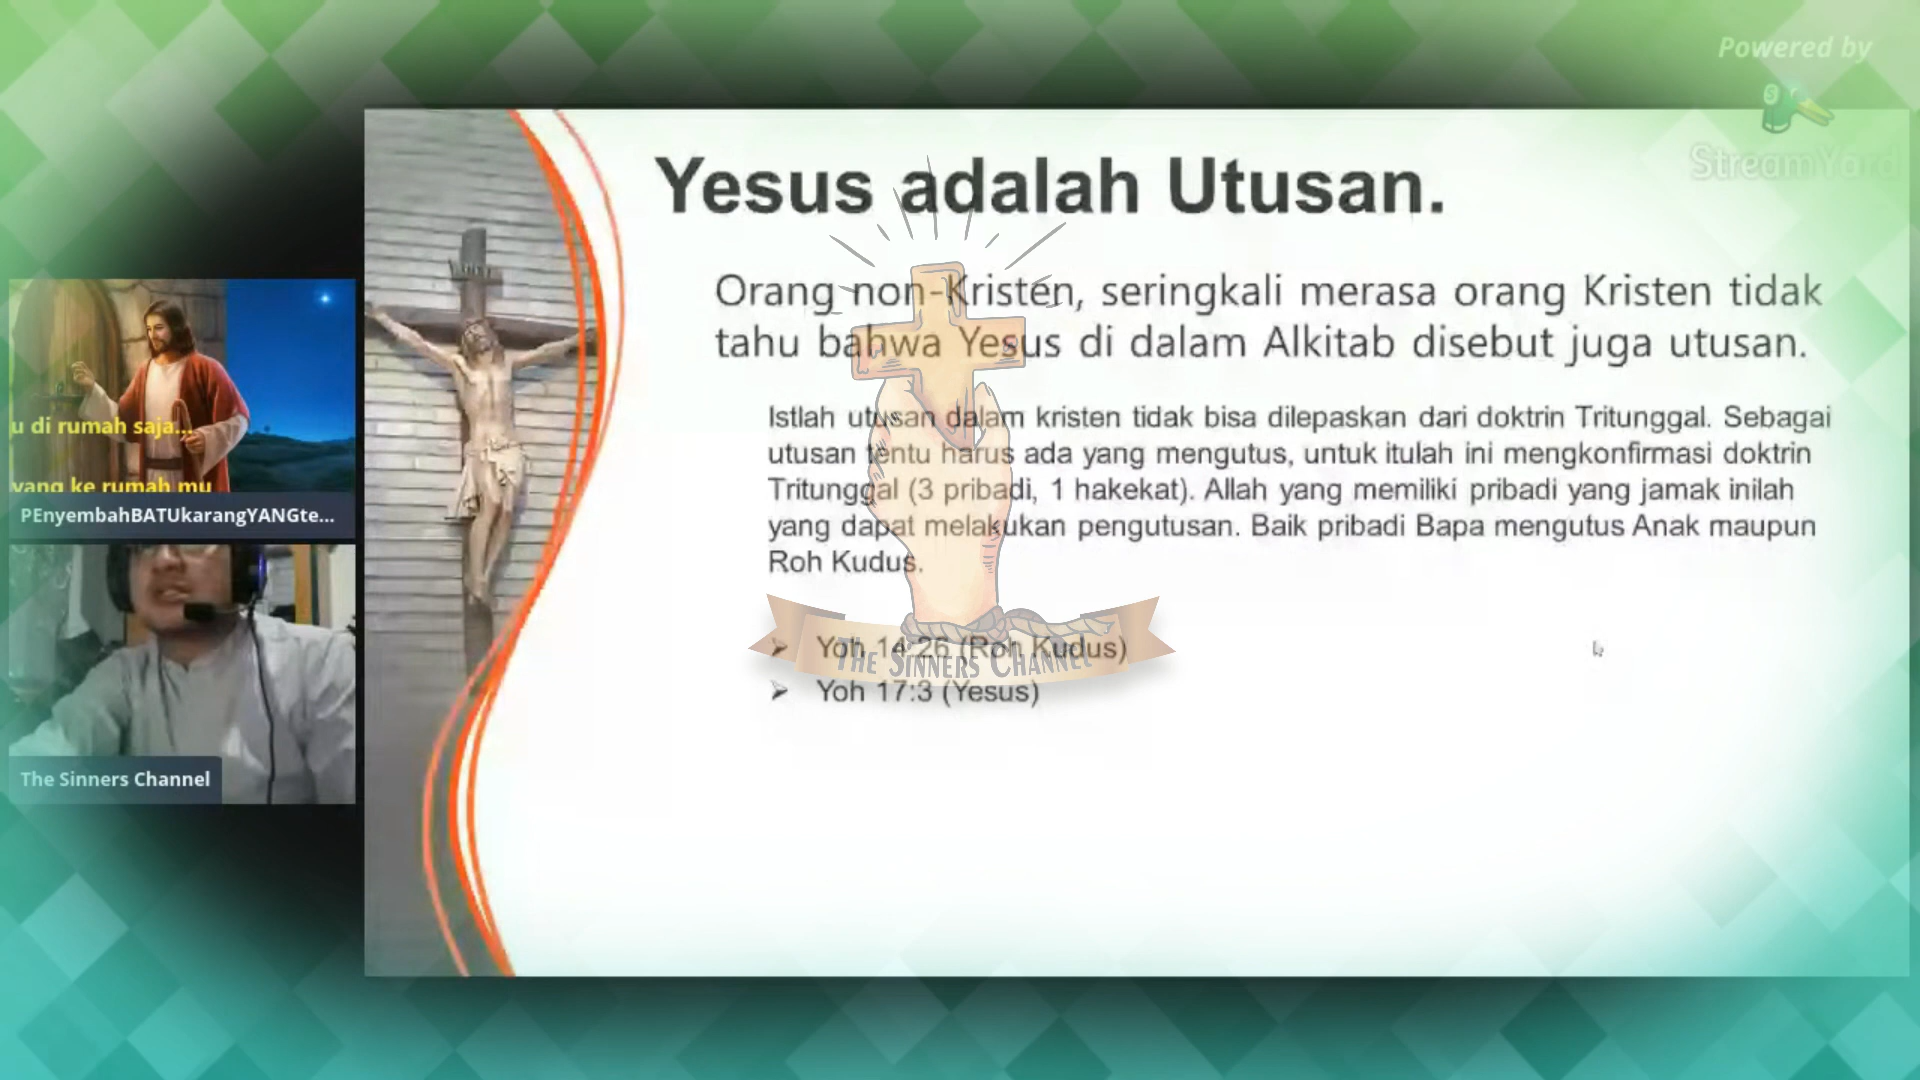 Powered by
StreamYard
Yesus adalah Utusan.
Orang non-Kristen, seringkali merasa orang Kristen tidak
tahu bahwa Yesus di dalam Alkitab disebut juga utusan.
Istlah utusan dalam kristen tidak bisa dilepaskan dari doktrin Tritunggal. Sebagai
utusan tentu harus ada yang mengutus, untuk itulah ini mengkonfirmasi doktrin
Tritunggal (3 pribadi, 1 hakekat). Allah yang memiliki pribadi yang jamak inilah
yang dapat melakukan pengutusan. Baik pribadi Bapa mengutus Anak maupun
Roh Kudus.
Yoh 14:26 (Roh Kudus)
Yoh 17:3 (Yesus)
THE SINNERS CHANNEL
u di rumah saja...
yang ke rumah mu
PEnyembahBATUkarangYANGte...
The Sinners Channel